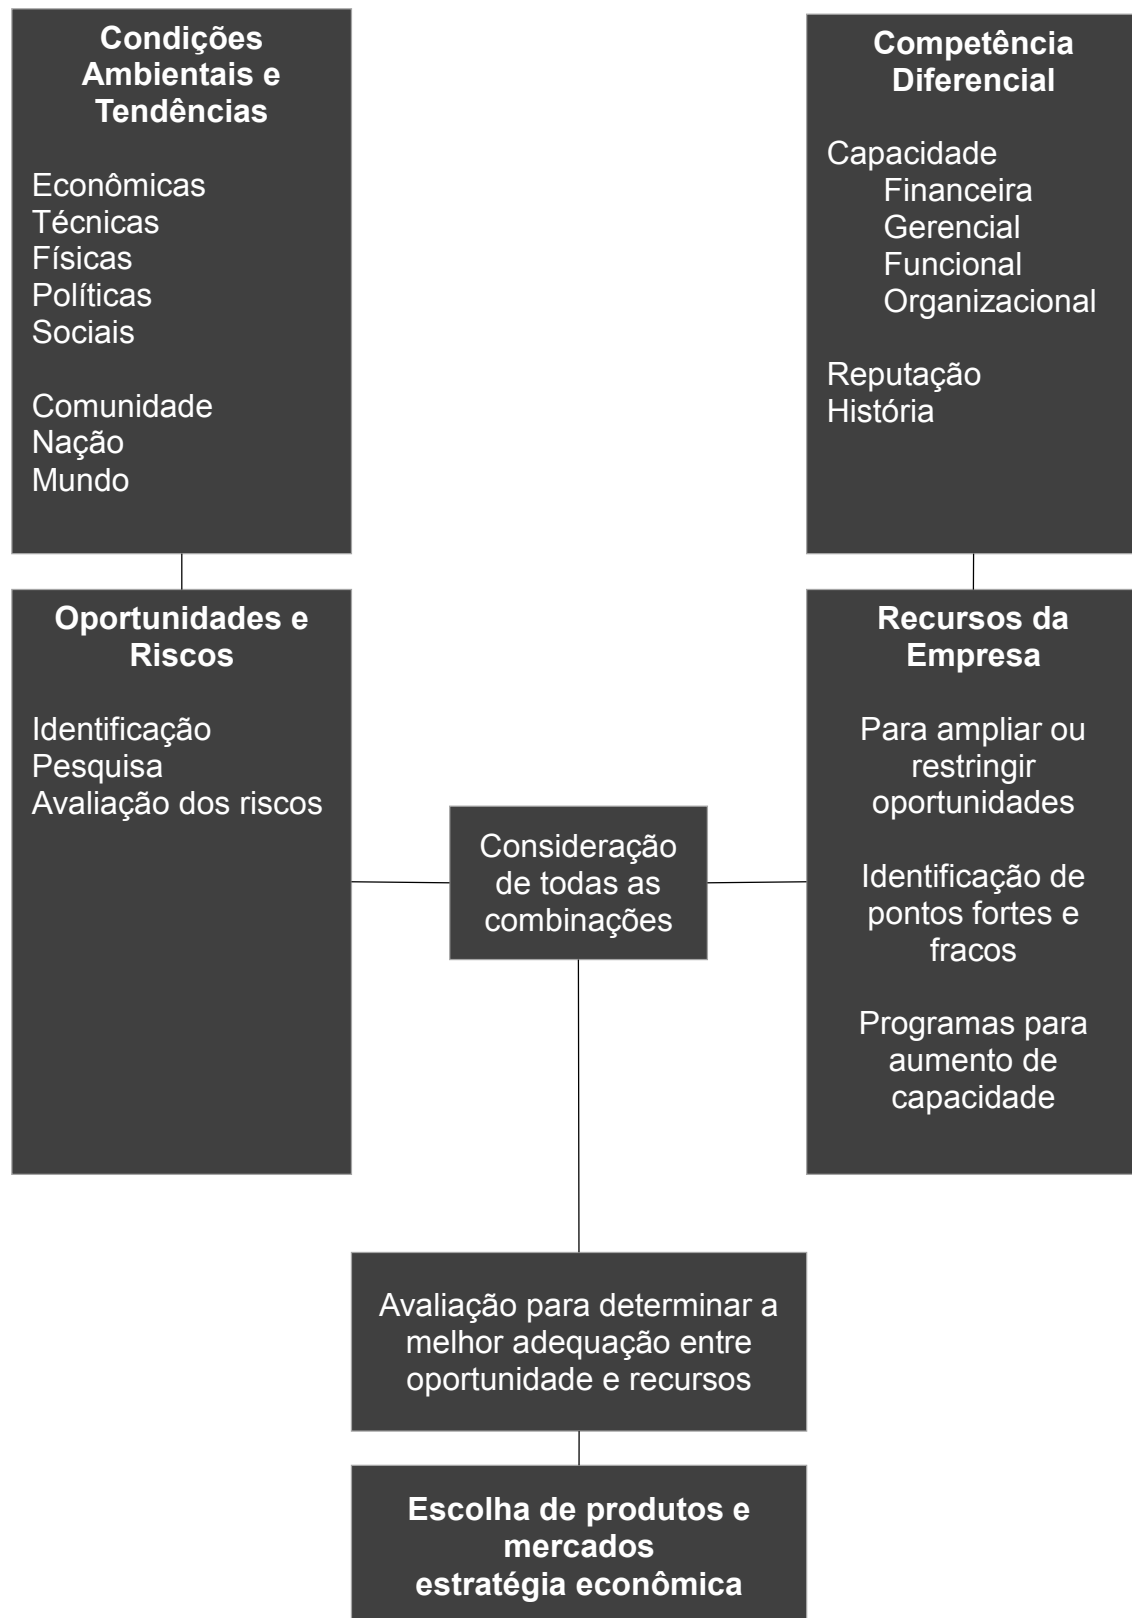 Condições
Ambientais e
Tendências
Econômicas
Técnicas
Físicas
Políticas
Sociais
Comunidade
Nação
Mundo
Competência
Diferencial
Capacidade
Financeira
Gerencial
Funcional
Organizacional
Reputação
História
Oportunidades e
Riscos
Identificação
Pesquisa
Avaliação dos riscos
Consideração
de todas as
combinações
Recursos da
Empresa
Para ampliar ou
restringir
oportunidades
Identificação de
pontos fortes e
fracos
Programas para
aumento de
capacidade
Avaliação para determinar a
melhor adequação entre
oportunidade e recursos
Escolha de produtos e
mercados
estratégia econômica